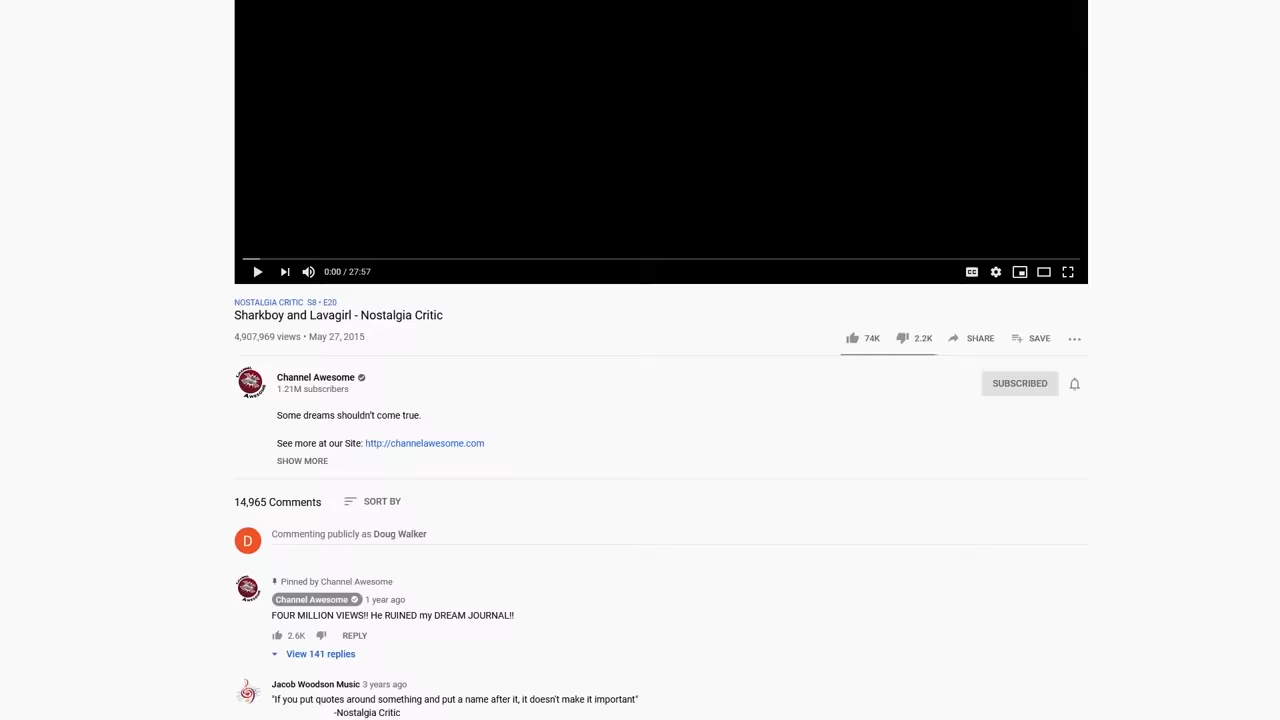 0:00 / 27:57
NOSTALGIA CRITIC S8 • E20
Sharkboy and Lavagirl - Nostalgia Critic
4,907,969 views • May 27, 2015
74K 2.2K SHARE SAVE
Channel Awesome
1.21M subscribers
SUBSCRIBED
Some dreams shouldn't come true.
See more at our Site: http://channelawesome.com
SHOW MORE
14,965 Comments SORT BY
D
Commenting publicly as Doug Walker
Pinned by Channel Awesome
Channel Awesome 1 year ago
FOUR MILLION VIEWS!! He RUINED my DREAM JOURNAL!!
2.6K REPLY
View 141 replies
Jacob Woodson Music 3 years ago
"If you put quotes around something and put a name after it, it doesn't make it important"
-Nostalgia Critic